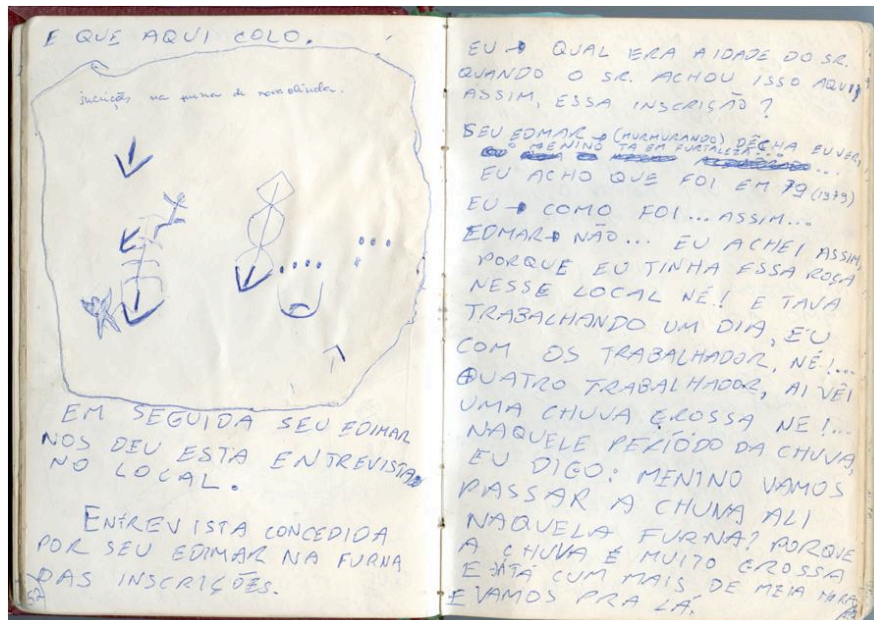 E QUE AQUI COLO.
inscrições na furna de nova olinda.
EM SEGUIDA SEU EDIMAR
NOS DEU ESTA ENTREVISTA
NO LOCAL.
ENTREVISTA CONCEDIDA
POR SEU EDIMAR NA FURNA
DAS INSCRIÇÕES.
EU → QUAL ERA A IDADE DO SR.
QUANDO O SR. ACHOU ISSO AQUI,
ASSIM, ESSA INSCRIÇÃO?
SEU EDMAR → (MURMURANDO) DÊCHA EU VER,
O MENINO TA EM FURTALEZA...
EU ACHO QUE FOI EM 79 (1979)
EU → COMO FOI... ASSIM...
EDMAR → NÃO... EU ACHEI ASSIM,
PORQUE EU TINHA ESSA ROÇA
NESSE LOCAL NÉ! E TAVA
TRABALHANDO UM DIA, EU
COM OS TRABALHADOR, NÉ!...
QUATRO TRABALHADOR, AI VÊI
UMA CHUVA GROSSA NÉ!...
NAQUELE PERÍODO DA CHUVA,
EU DIGO: MENINO VAMOS
PASSAR A CHUVA ALI
NAQUELA FURNA? PORQUE
A CHUVA É MUITO GROSSA
E JÁ TÁ CUM MAIS DE MEIA HORA
E VAMOS PRA LÁ.